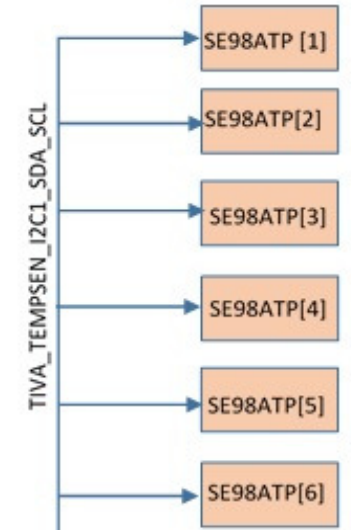 TIVA_TEMPSEN_I2C1_SDA_SCL
SE98ATP [1]
SE98ATP[2]
SE98ATP[3]
SE98ATP[4]
SE98ATP[5]
SE98ATP[6]